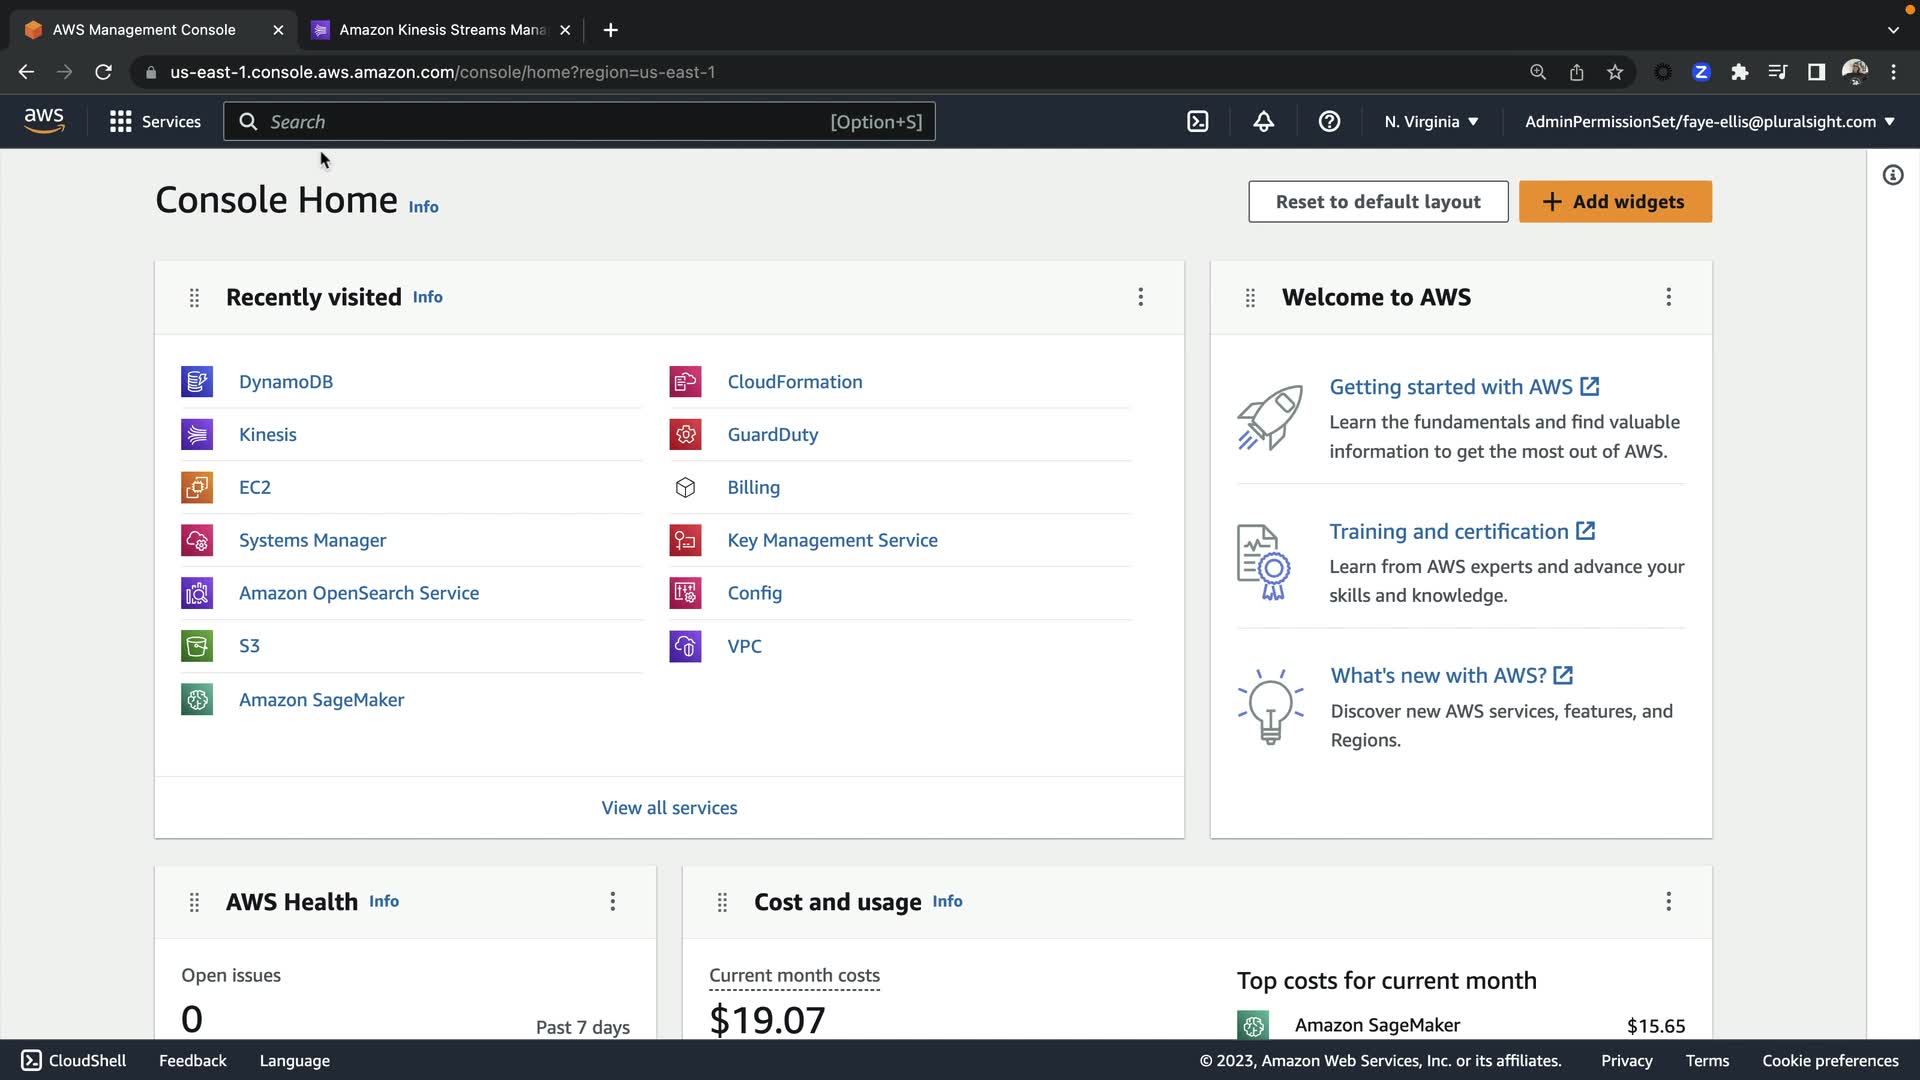 AWS Management Console
Amazon Kinesis Streams Mana
us-east-1.console.aws.amazon.com/console/home?region=us-east-1
aws
Services
Search
[Option+S]
N. Virginia
AdminPermissionSet/faye-ellis@pluralsight.com
Console Home Info
Reset to default layout
Add widgets
Recently visited Info
DynamoDB
Kinesis
EC2
Systems Manager
Amazon OpenSearch Service
S3
Amazon SageMaker
CloudFormation
GuardDuty
Billing
Key Management Service
Config
VPC
View all services
Welcome to AWS
Getting started with AWS
Learn the fundamentals and find valuable
information to get the most out of AWS.
Training and certification
Learn from AWS experts and advance your
skills and knowledge.
What's new with AWS?
Discover new AWS services, features, and
Regions.
AWS Health Info
Open issues
0
Past 7 days
Cost and usage Info
Current month costs
$19.07
Top costs for current month
Amazon SageMaker
$15.65
CloudShell
Feedback
Language
© 2023, Amazon Web Services, Inc. or its affiliates.
Privacy
Terms
Cookie preferences